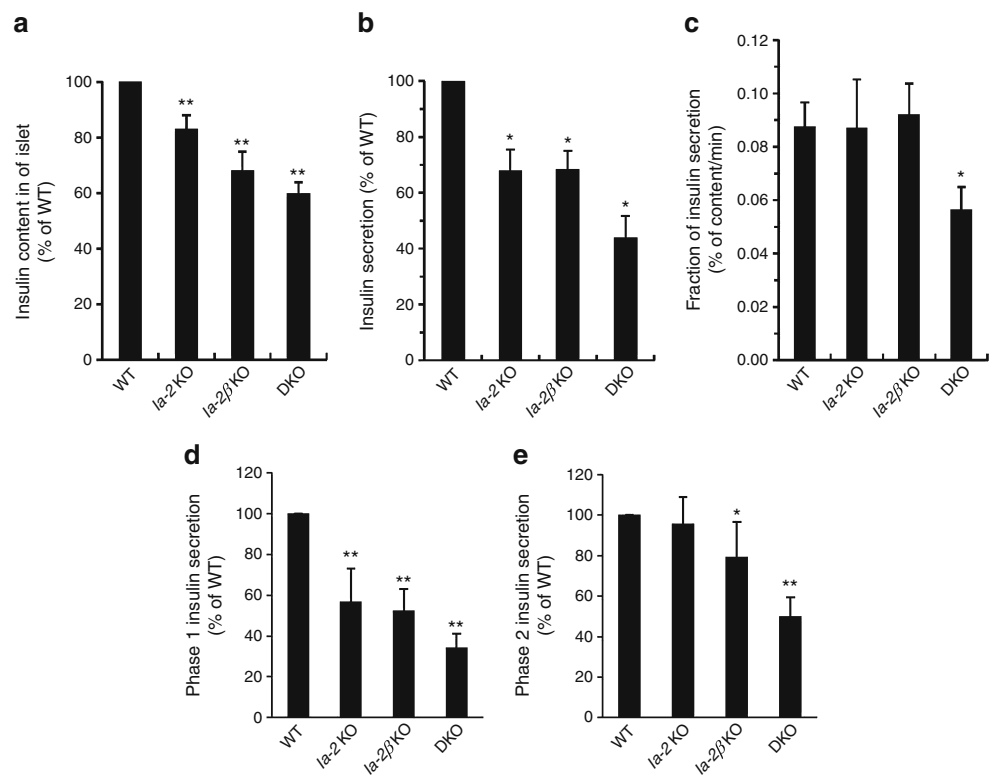 a
Insulin content in of islet
(% of WT)
100
80
60
40
20
0
**
**
**
WT
Ia-2 KO
Ia-2β KO
DKO
b
Insulin secretion (% of WT)
100
80
60
40
20
0
*
*
*
WT
Ia-2 KO
Ia-2β KO
DKO
c
Fraction of insulin secretion
(% of content/min)
0.12
0.10
0.08
0.06
0.04
0.02
0.00
*
WT
Ia-2 KO
Ia-2β KO
DKO
d
Phase 1 insulin secretion
(% of WT)
120
100
80
60
40
20
0
**
**
**
WT
Ia-2 KO
Ia-2β KO
DKO
e
Phase 2 insulin secretion
(% of WT)
120
100
80
60
40
20
0
*
**
WT
Ia-2 KO
Ia-2β KO
DKO